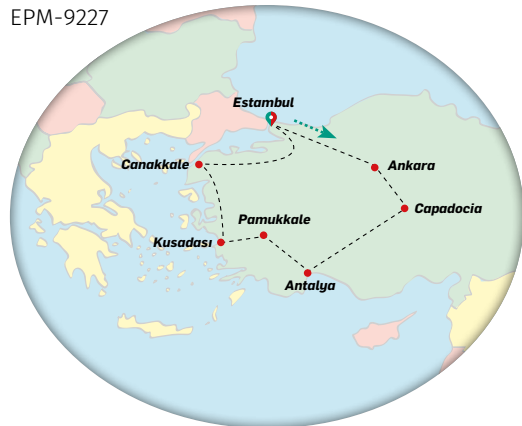 EPM-9227
Estambul
Canakkale
Ankara
Capadocia
Pamukkale
Kusadası
Antalya